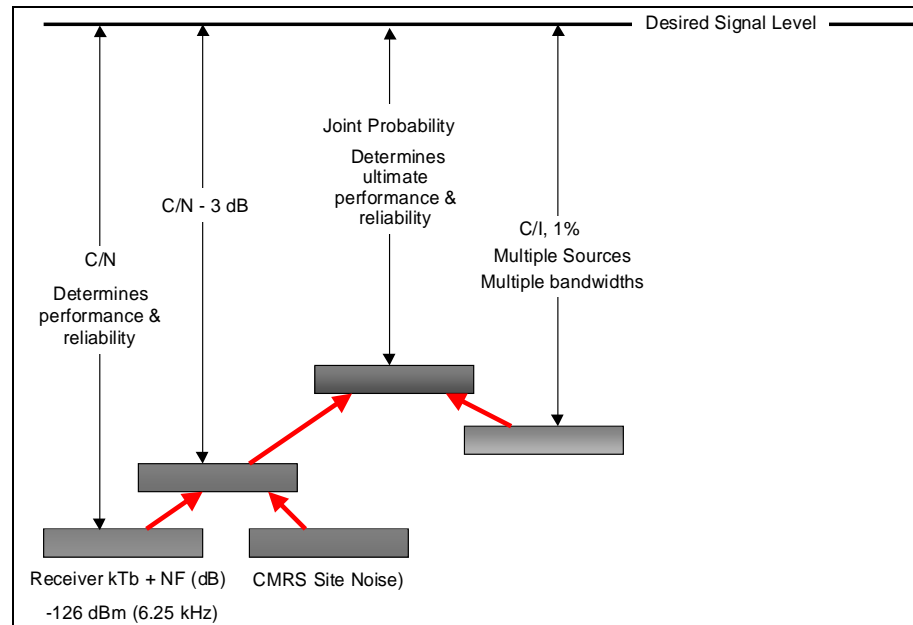 Desired Signal Level
Joint Probability
Determines
ultimate
performance &
reliability
C/N - 3 dB
C/I, 1%
Multiple Sources
Multiple bandwidths
C/N
Determines
performance &
reliability
Receiver kTb + NF (dB)
-126 dBm (6.25 kHz)
CMRS Site Noise)